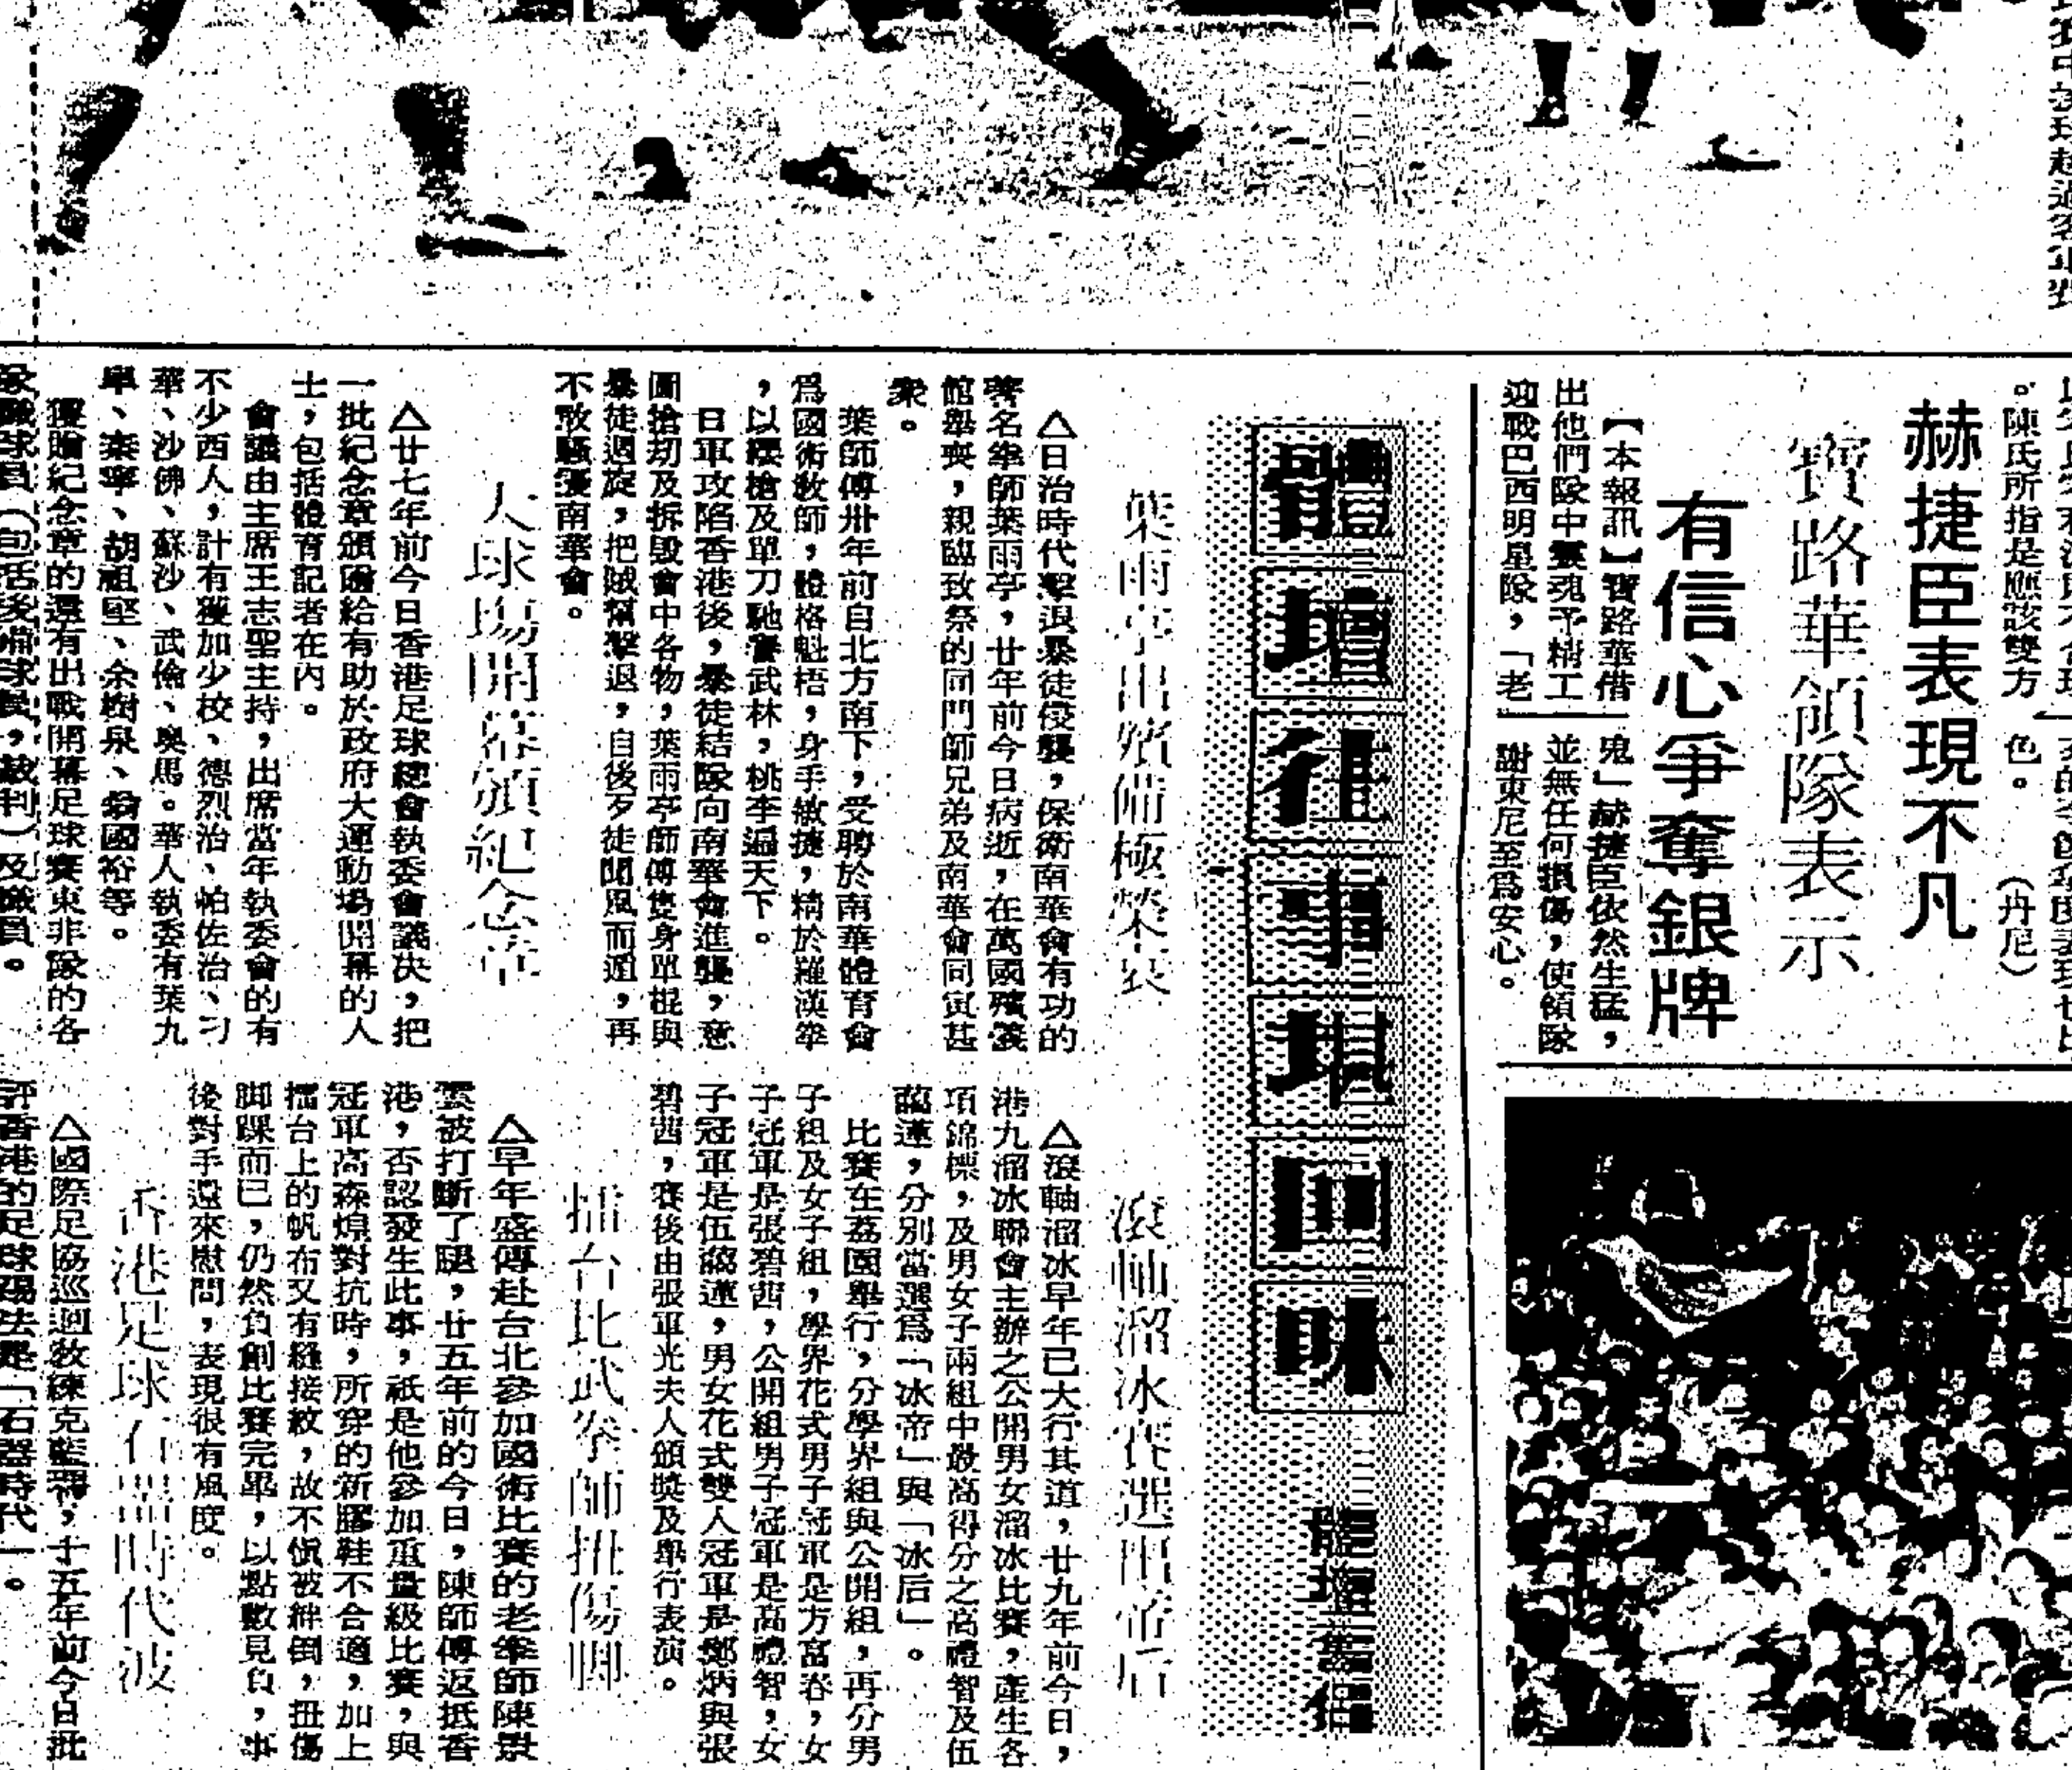 。陳氏所指是應該雙方
色。（丹尼）
赫捷臣表現不凡
寶路華領隊表示
有信心爭奪銀牌
【本報訊】寶路華借
出他們隊中靈魂予精工
迎戰巴西明星隊，「老
鬼」赫捷臣依然生猛，
並無任何損傷，使領隊
謝東尼至爲安心。
體壇往事瑣回味
體壇舊侶
葉雨亭出殯備極榮哀
△日治時代擊退暴徒侵襲，保衛南華會有功的
著名拳師葉雨亭，廿年前今日病逝，在萬國殯儀
館舉喪，親臨致祭的同門師兄弟及南華會同寅甚
衆。
葉師傅卅年前自北方南下，受聘於南華體育會
爲國術敎師，體格魁梧，身手敏捷，精於羅漢拳
，以纓槍及單刀馳譽武林，桃李遍天下。
日軍攻陷香港後，暴徒結隊向南華會進襲，意
圖搶刧及拆毀會中各物，葉雨亭師傅隻身單棍與
暴徒週旋，把賊幫擊退，自後歹徒聞風而遁，再
不敢騷擾南華會。
大球場開幕頒紀念章
△廿七年前今日香港足球總會執委會議決，把
一批紀念章頒贈給有助於政府大運動場開幕的人
士，包括體育記者在內。
會議由主席王志聖主持，出席當年執委會的有
不少西人，計有獲加少校、德烈治、帕佐治、刁
華、沙佛、蘇沙、武倫、奧馬。華人執委有葉九
皐、秦寧、胡祖堅、余樹泉、翁國裕等。
獲贈紀念章的還有出戰開幕足球賽東非隊的各
隊職球員（包括後備球員，裁判）及職員。
滾軸溜冰賽選出帝后
△滾軸溜冰早年已大行其道，廿九年前今日，
港九溜冰聯會主辦之公開男女溜冰比賽，產生各
項錦標，及男女子兩組中最高得分之高禮智及伍
藹蓮，分別當選爲「冰帝」與「冰后」。
比賽在荔園舉行，分學界組與公開組，再分男
子組及女子組，學界花式男子冠軍是方富春，女
子冠軍是張碧茜，公開組男子冠軍是高禮智，女
子冠軍是伍藹蓮，男女花式雙人冠軍是鄭炳與張
碧茜，賽後由張軍光夫人頒獎及舉行表演。
擂台比武拳師扭傷脚
△早年盛傳赴台北參加國術比賽的老拳師陳景
雲被打斷了腿，廿五年前的今日，陳師傅返抵香
港，否認發生此事，祇是他參加重量級比賽，與
冠軍高森煌對抗時，所穿的新膠鞋不合適，加上
擂台上的帆布又有縫接紋，故不愼被絆倒，扭傷
脚踝而已，仍然負創比賽完畢，以點數見負，事
後對手還來慰問，表現很有風度。
香港足球石器時代波
△國際足協巡迴敎練克藍瑪，十五年前今日批
評香港的足球踢法是「石器時代」。